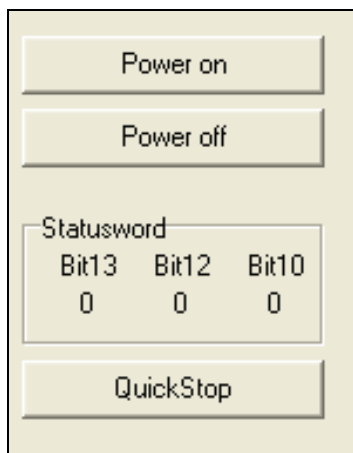 Power on
Power off
Statusword
Bit13 Bit12 Bit10
0 0 0
QuickStop